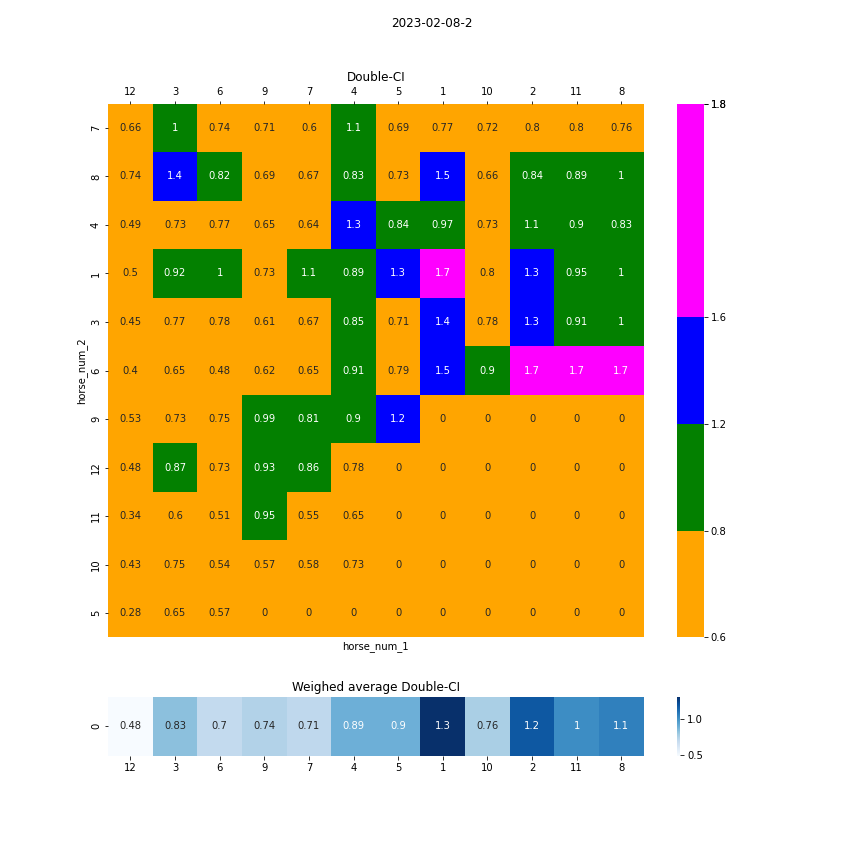 2023-02-08-2
Double-CI
12 3 6 9 7 4 5 1 10 2 11 8
7 0.66 1 0.74 0.71 0.6 1.1 0.69 0.77 0.72 0.8 0.8 0.76
8 0.74 1.4 0.82 0.69 0.67 0.83 0.73 1.5 0.66 0.84 0.89 1
4 0.49 0.73 0.77 0.65 0.64 1.3 0.84 0.97 0.73 1.1 0.9 0.83
1 0.5 0.92 1 0.73 1.1 0.89 1.3 1.7 0.8 1.3 0.95 1
3 0.45 0.77 0.78 0.61 0.67 0.85 0.71 1.4 0.78 1.3 0.91 1
6 0.4 0.65 0.48 0.62 0.65 0.91 0.79 1.5 0.9 1.7 1.7 1.7
9 0.53 0.73 0.75 0.99 0.81 0.9 1.2 0 0 0 0 0
12 0.48 0.87 0.73 0.93 0.86 0.78 0 0 0 0 0 0
11 0.34 0.6 0.51 0.95 0.55 0.65 0 0 0 0 0 0
10 0.43 0.75 0.54 0.57 0.58 0.73 0 0 0 0 0 0
5 0.28 0.65 0.57 0 0 0 0 0 0 0 0 0
horse_num_2
horse_num_1
1.8
1.6
1.2
0.8
0.6
Weighed average Double-CI
0 0.48 0.83 0.7 0.74 0.71 0.89 0.9 1.3 0.76 1.2 1 1.1
12 3 6 9 7 4 5 1 10 2 11 8
1.0
0.5